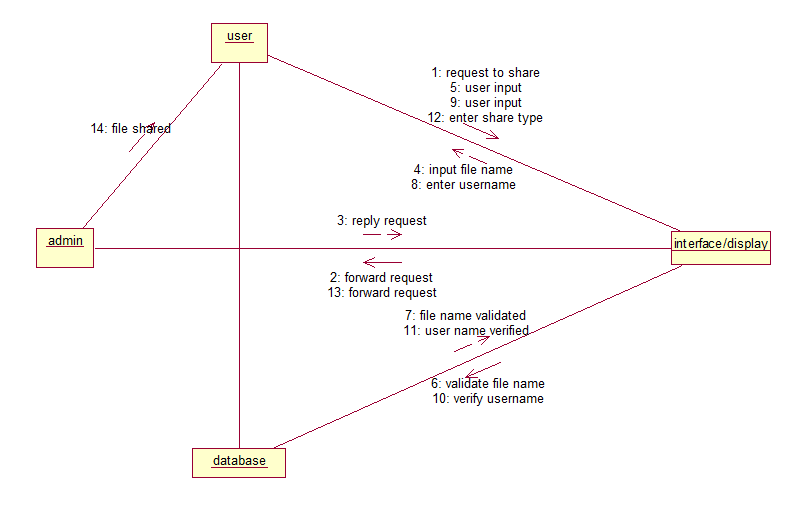 user
1: request to share
5: user input
9: user input
12: enter share type
14: file shared
4: input file name
8: enter username
3: reply request
admin
interface/display
2: forward request
13: forward request
7: file name validated
11: user name verified
6: validate file name
10: verify username
database